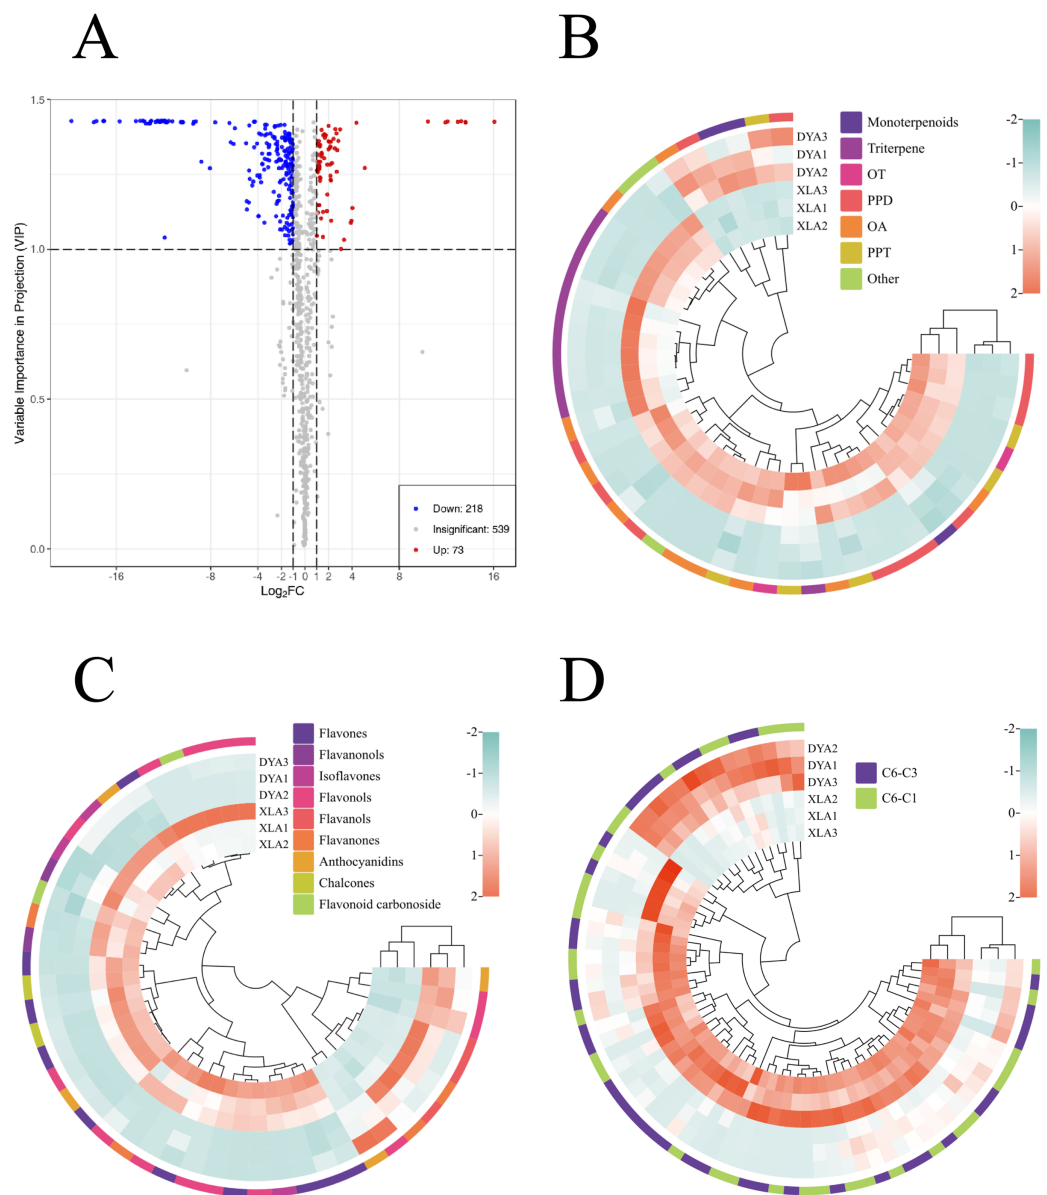 A
B
1.5
1.0
0.5
0.0
Variable Importance in Projection (VIP)
-16
-8
-4
-2
-1
0
1
2
4
8
16
Log2FC
Down: 218
Insignificant: 539
Up: 73
DYA3
DYA1
DYA2
XLA3
XLA1
XLA2
Monoterpenoids
Triterpene
OT
PPD
OA
PPT
Other
-2
-1
0
1
2
C
D
DYA3
DYA1
DYA2
XLA3
XLA1
XLA2
Flavones
Flavanonols
Isoflavones
Flavonols
Flavanols
Flavanones
Anthocyanidins
Chalcones
Flavonoid carbonoside
-2
-1
0
1
2
DYA2
DYA1
DYA3
XLA2
XLA1
XLA3
C6-C3
C6-C1
-2
-1
0
1
2